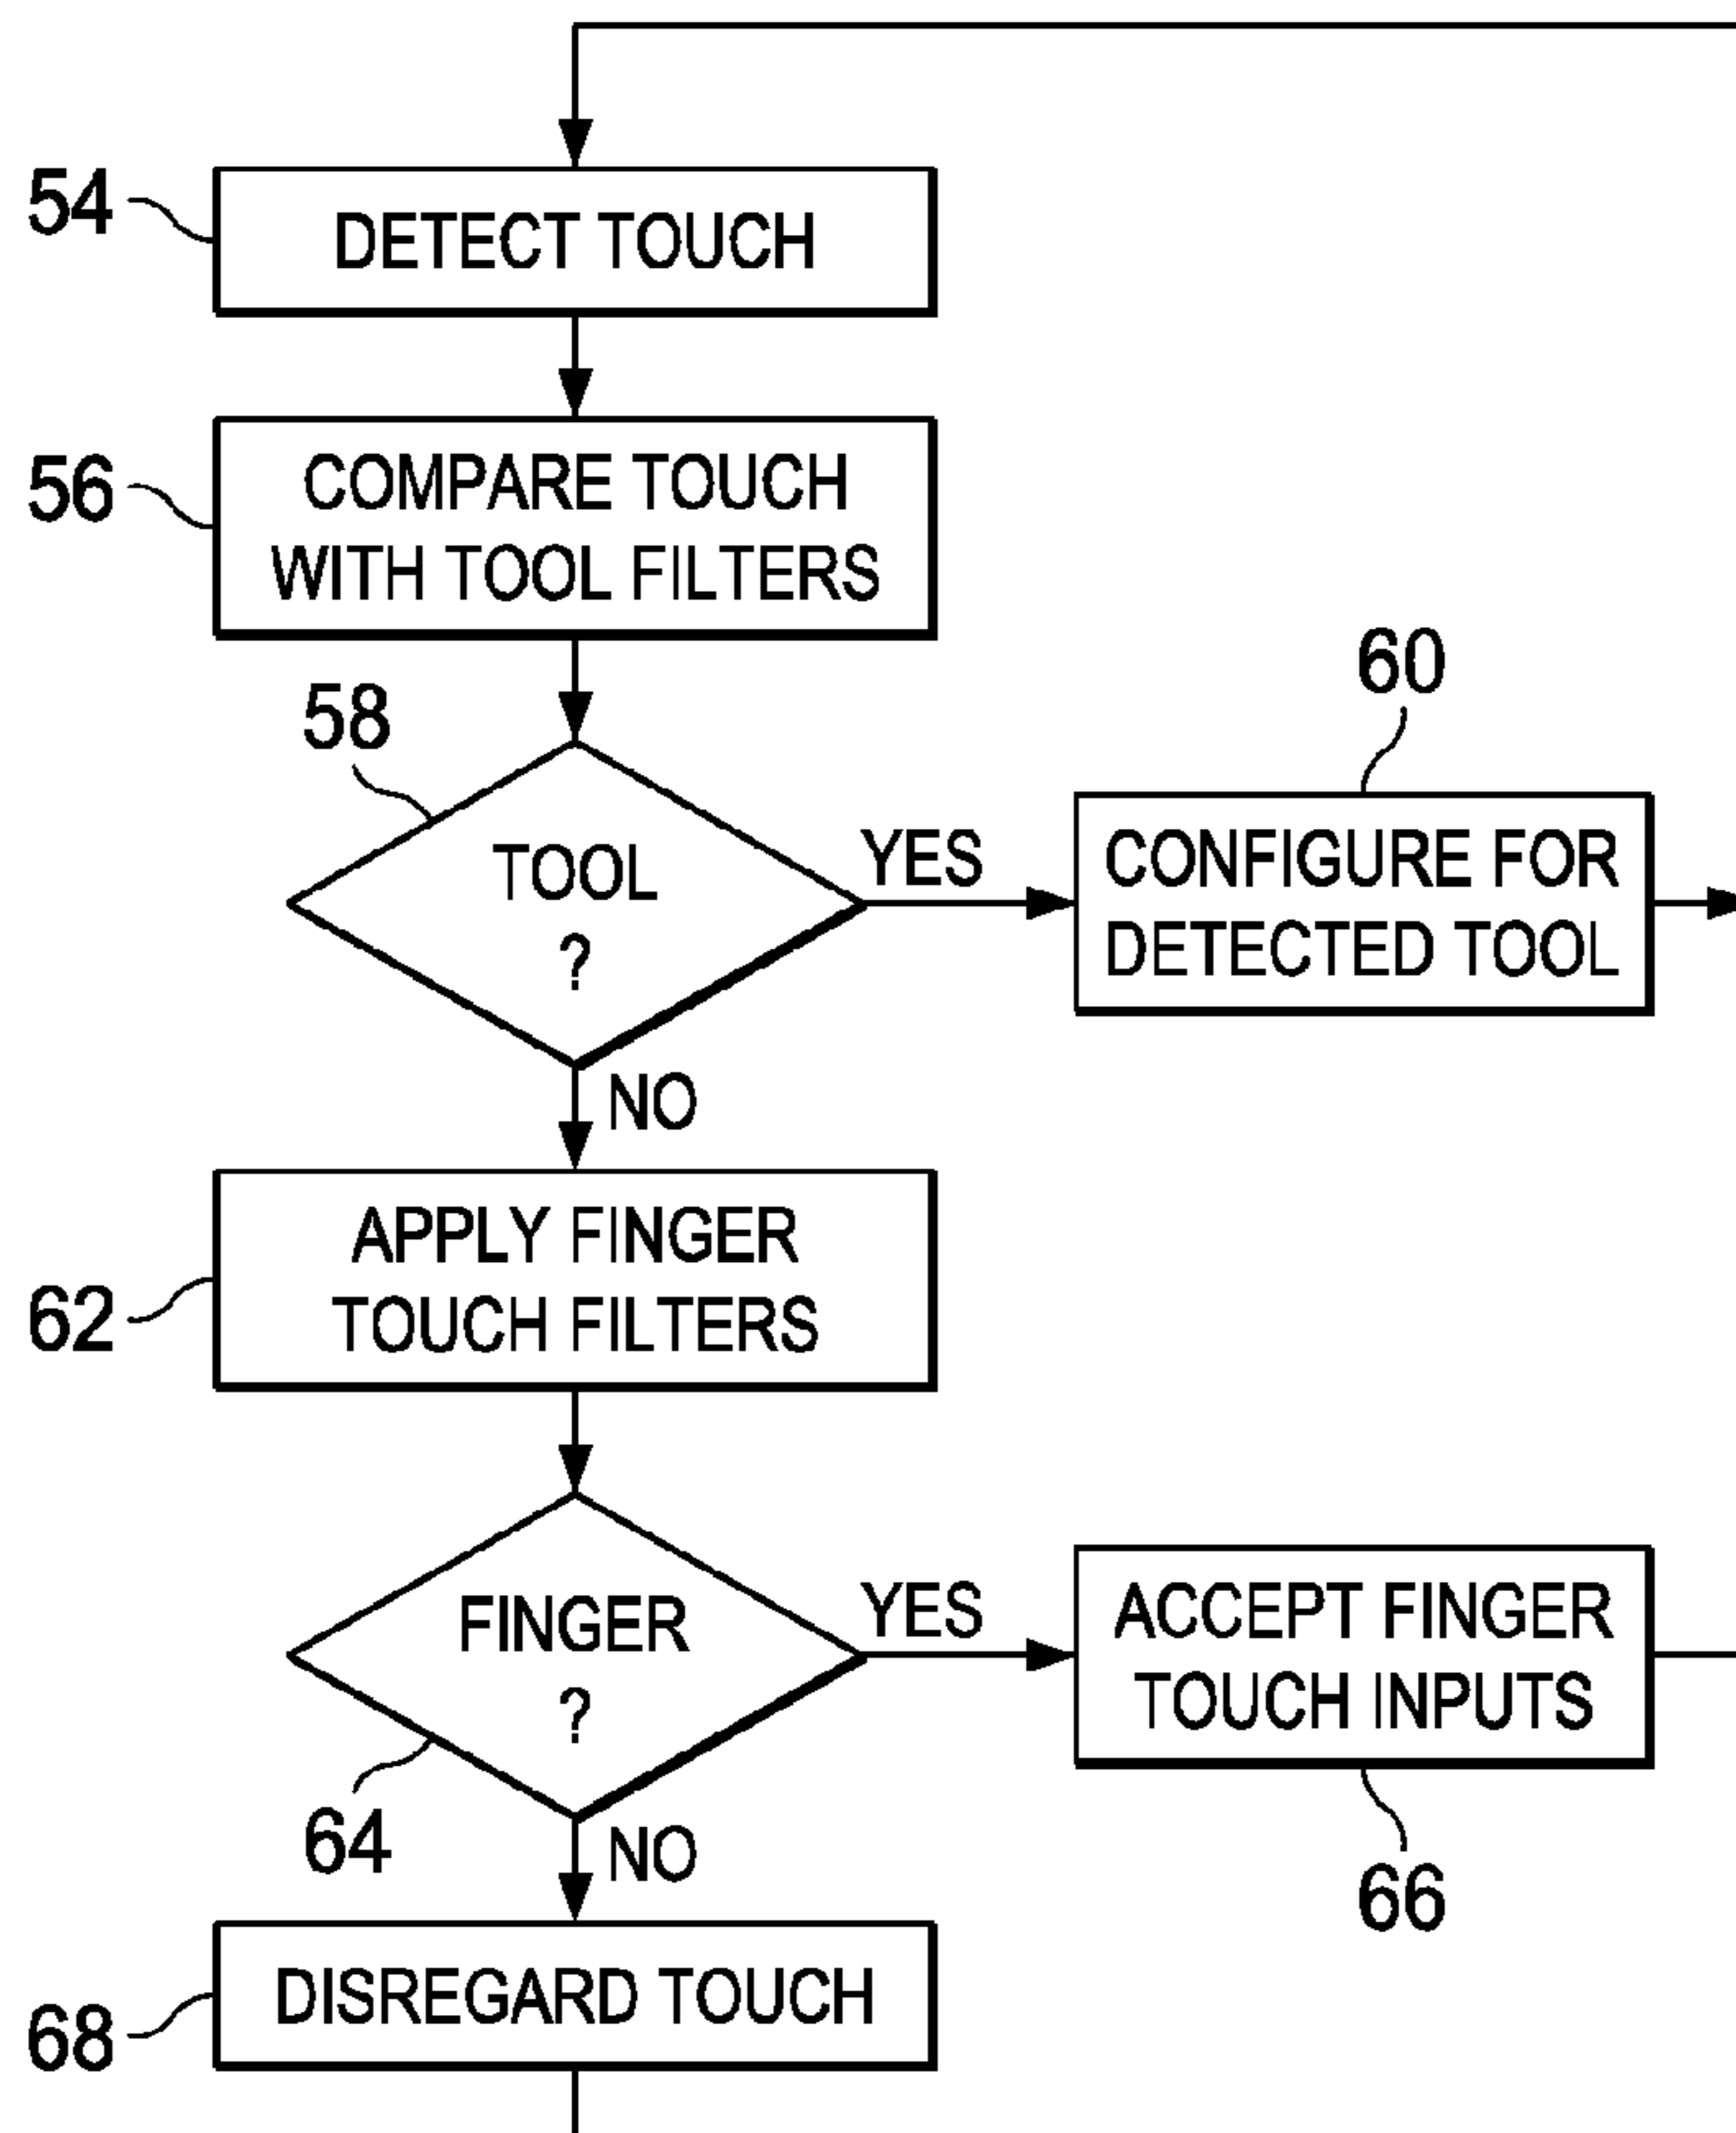 54
DETECT TOUCH
56
COMPARE TOUCH
WITH TOOL FILTERS
58
TOOL
?
YES
60
CONFIGURE FOR
DETECTED TOOL
NO
62
APPLY FINGER
TOUCH FILTERS
64
FINGER
?
YES
ACCEPT FINGER
TOUCH INPUTS
66
NO
68
DISREGARD TOUCH